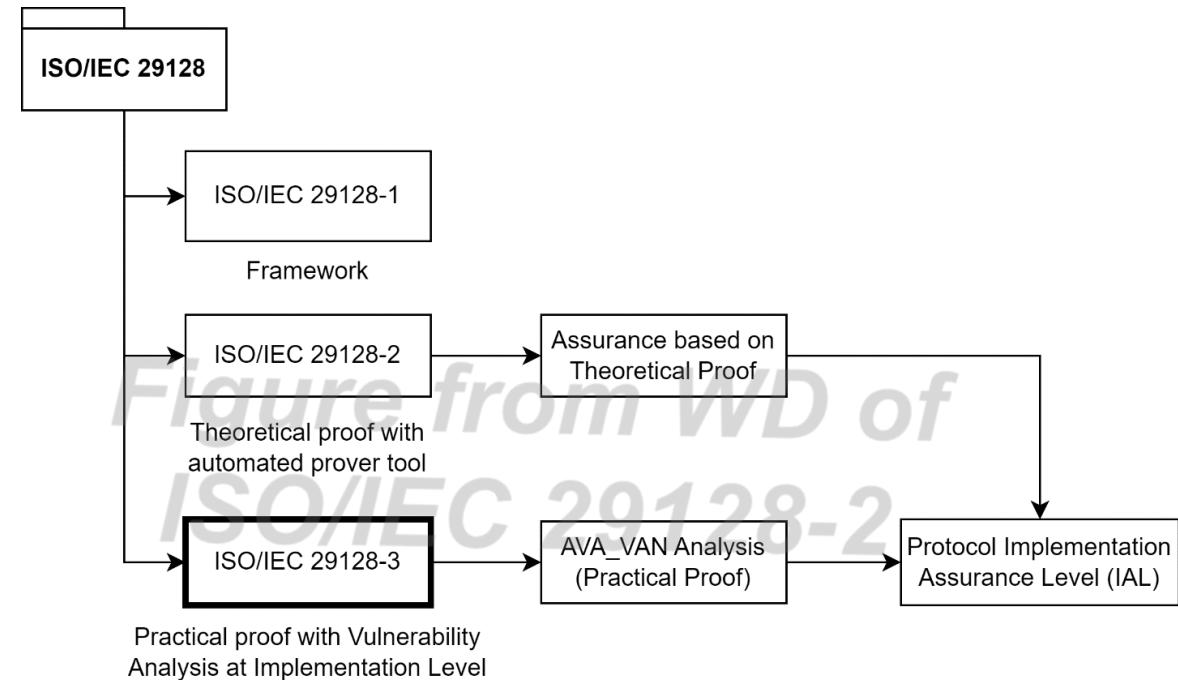 ISO/IEC 29128
ISO/IEC 29128-1
Framework
ISO/IEC 29128-2
Assurance based on
Theoretical Proof
Figure from WD of
ISO/IEC 29128-2
Theoretical proof with
automated prover tool
ISO/IEC 29128-3
AVA_VAN Analysis
(Practical Proof)
Protocol Implementation
Assurance Level (IAL)
Practical proof with Vulnerability
Analysis at Implementation Level